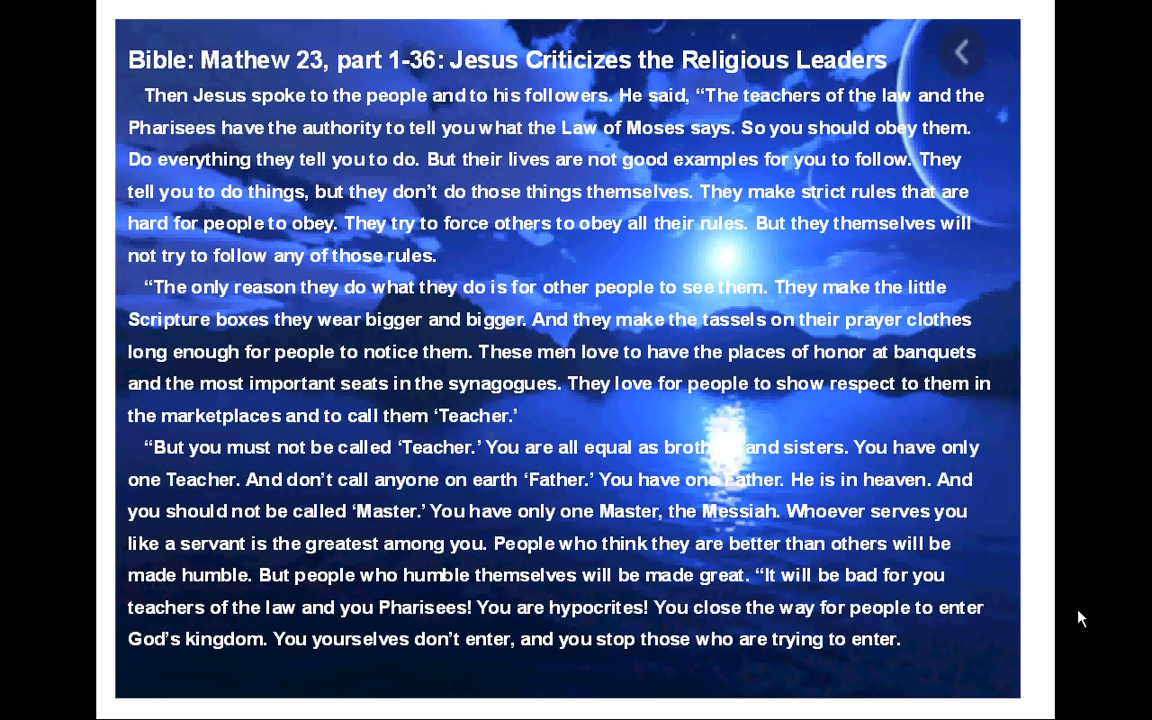 Bible: Mathew 23, part 1-36: Jesus Criticizes the Religious Leaders
Then Jesus spoke to the people and to his followers. He said, “The teachers of the law and the
Pharisees have the authority to tell you what the Law of Moses says. So you should obey them.
Do everything they tell you to do. But their lives are not good examples for you to follow. They
tell you to do things, but they don’t do those things themselves. They make strict rules that are
hard for people to obey. They try to force others to obey all their rules. But they themselves will
not try to follow any of those rules.
“The only reason they do what they do is for other people to see them. They make the little
Scripture boxes they wear bigger and bigger. And they make the tassels on their prayer clothes
long enough for people to notice them. These men love to have the places of honor at banquets
and the most important seats in the synagogues. They love for people to show respect to them in
the marketplaces and to call them ‘Teacher.’
“But you must not be called ‘Teacher.’ You are all equal as brothers and sisters. You have only
one Teacher. And don’t call anyone on earth ‘Father.’ You have one Father. He is in heaven. And
you should not be called ‘Master.’ You have only one Master, the Messiah. Whoever serves you
like a servant is the greatest among you. People who think they are better than others will be
made humble. But people who humble themselves will be made great. “It will be bad for you
teachers of the law and you Pharisees! You are hypocrites! You close the way for people to enter
God’s kingdom. You yourselves don’t enter, and you stop those who are trying to enter.